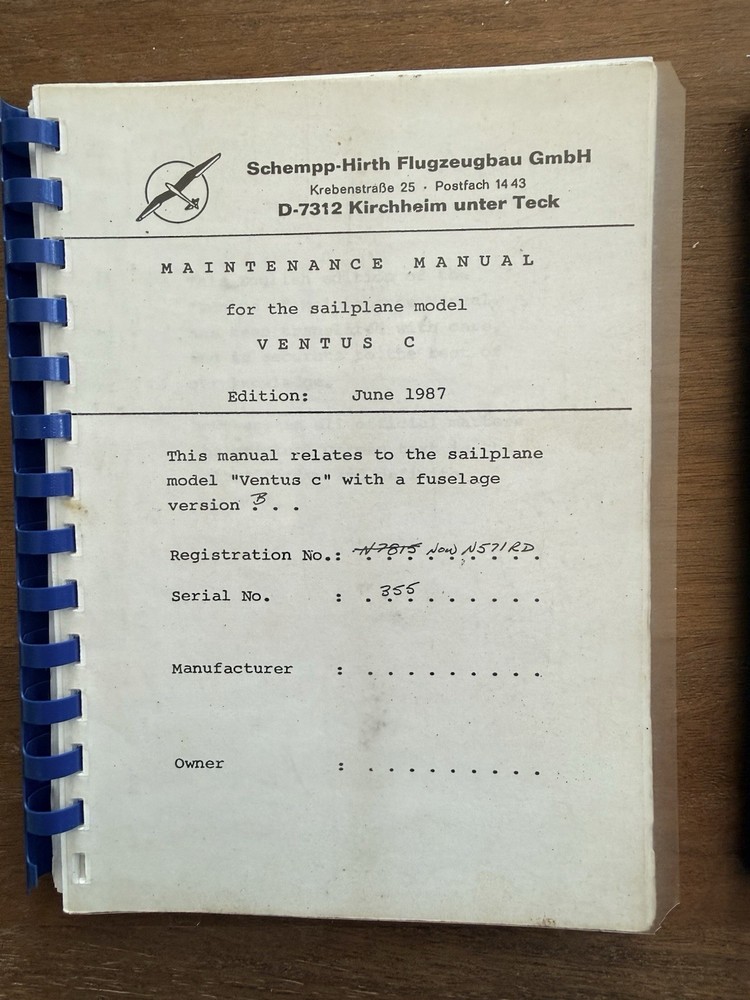 Schempp-Hirth Flugzeugbau GmbH
Krebenstraße 25 · Postfach 14 43
D-7312 Kirchheim unter Teck
MAINTENANCE MANUAL
for the sailplane model
VENTUS C
Edition: June 1987
This manual relates to the sailplane
model "Ventus c" with a fuselage
version B . . .
Registration No.: N7815 Now N571RD
Serial No. : . 355 . . . . . . .
Manufacturer : . . . . . . . . . .
Owner : . . . . . . . . . .